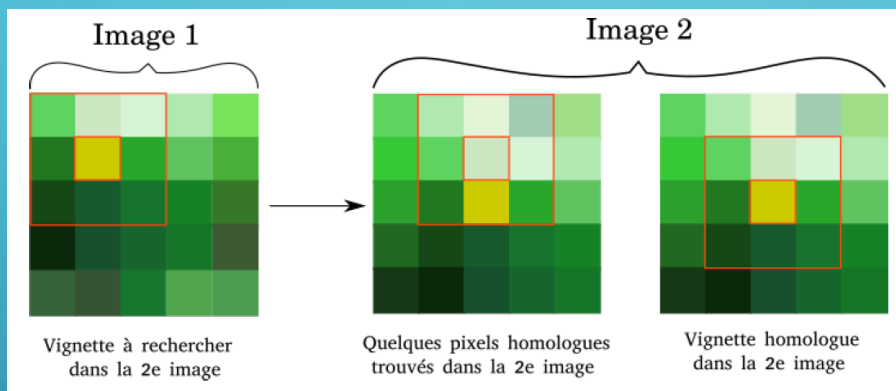 Image 1
Image 2
Vignette à rechercher
dans la 2e image
Quelques pixels homologues
trouvés dans la 2e image
Vignette homologue
dans la 2e image